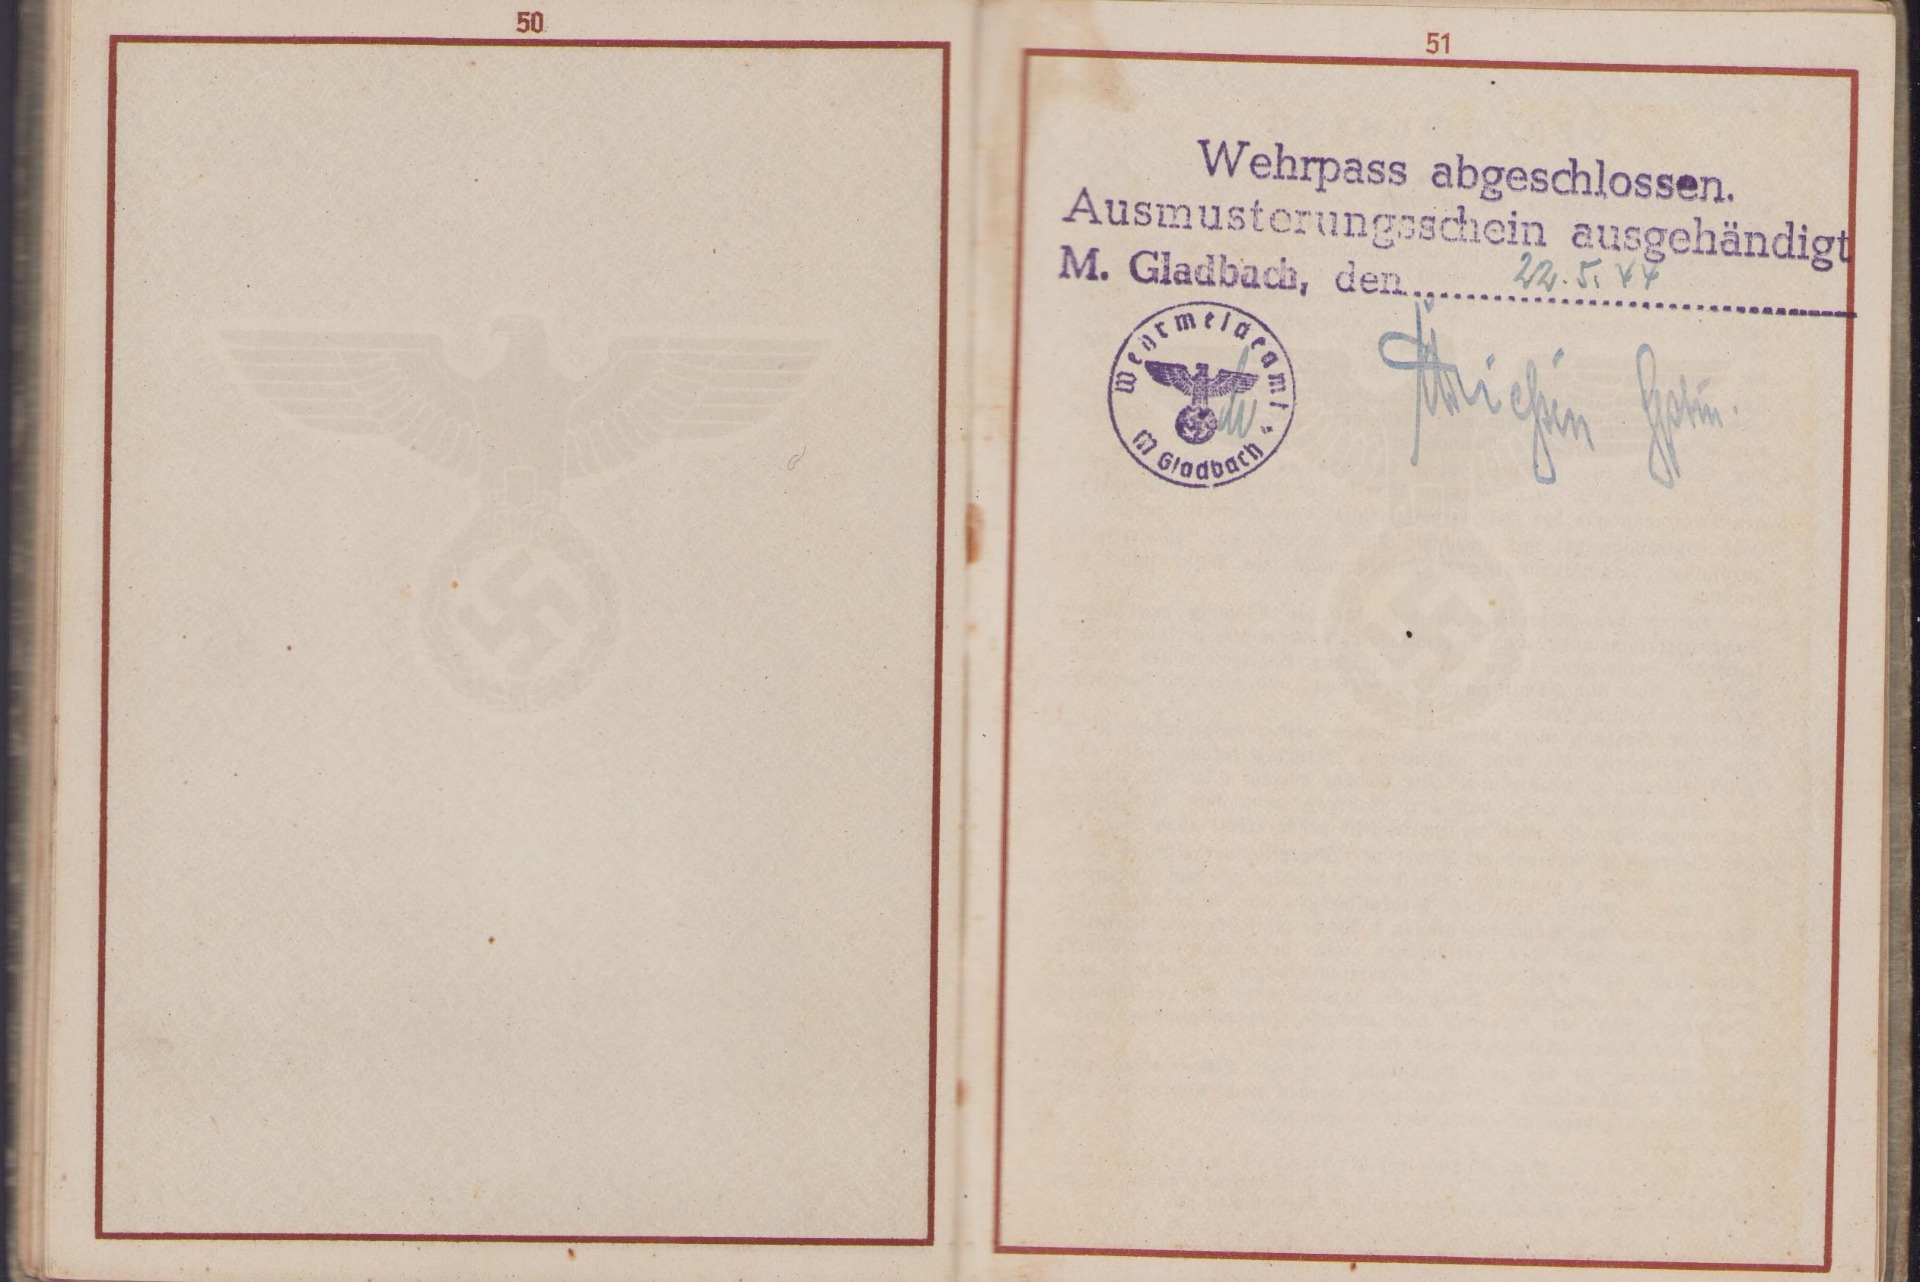 50
51
Wehrpass abgeschlossen.
Ausmusterungsschein ausgehändigt
M. Gladbach, den 22.5.44
Wehrmeldeamt
M Gladbach